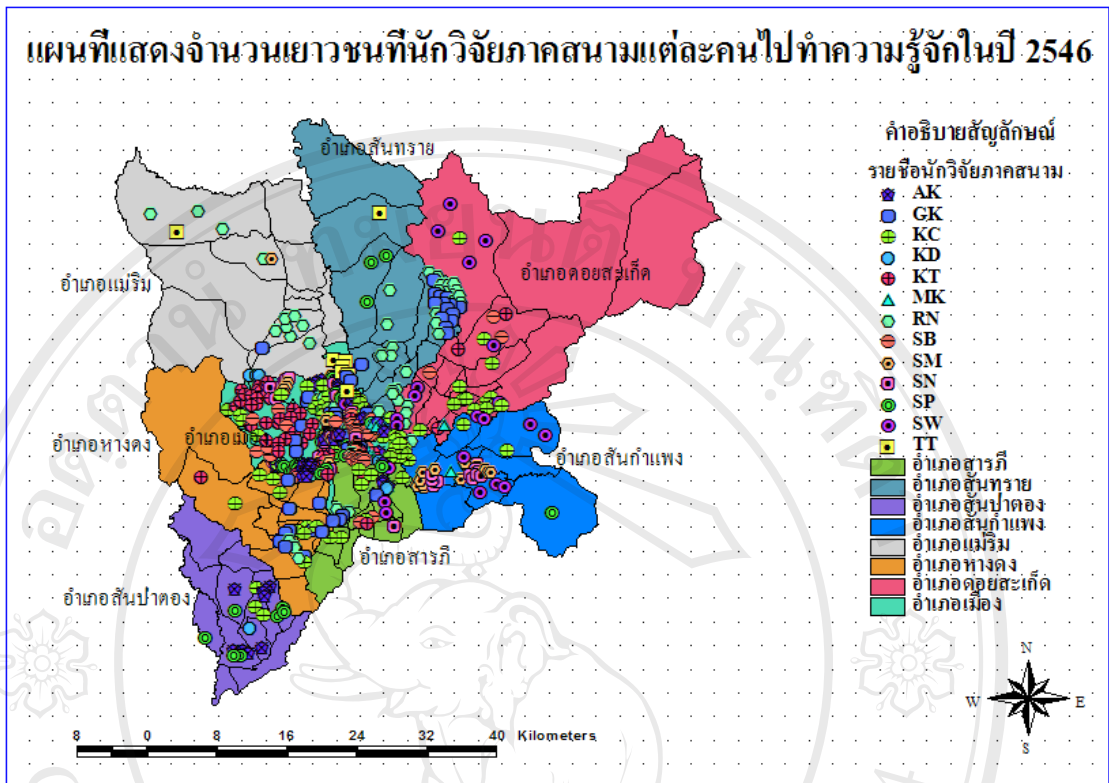 แผนที่แสดงจำนวนเยาวชนที่นักวิจัยภาคสนามแต่ละคนไปทำความรู้จักในปี 2546
คำอธิบายสัญลักษณ์
รายชื่อนักวิจัยภาคสนาม
AK
GK
KC
KD
KT
MK
RN
SB
SM
SN
SP
SW
TT
อำเภอสารภี
อำเภอสันทราย
อำเภอสันป่าตอง
อำเภอสันกำแพง
อำเภอแม่ริม
อำเภอหางดง
อำเภอดอยสะเก็ด
อำเภอเมือง
อำเภอสันทราย
อำเภอดอยสะเก็ด
อำเภอแม่ริม
อำเภอหางดง
อำเภอเมือง
อำเภอสันกำแพง
อำเภอสารภี
อำเภอสันป่าตอง
N
W E
S
8 0 8 16 24 32 40 Kilometers